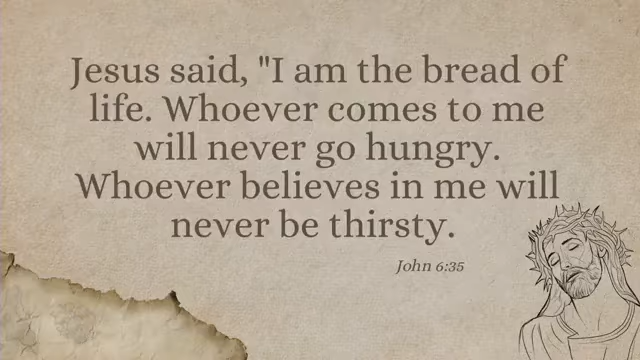 Jesus said, "I am the bread of
life. Whoever comes to me
will never go hungry.
Whoever believes in me will
never be thirsty.
John 6:35